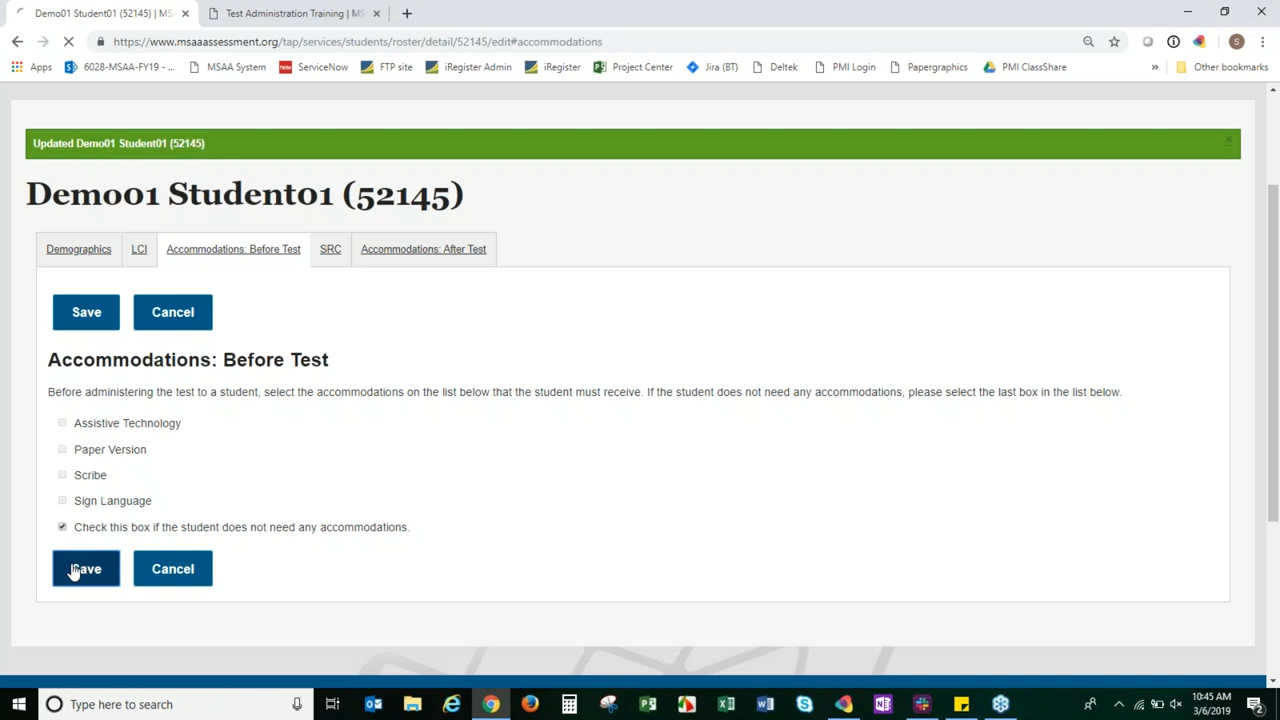 Demo01 Student01 (52145) | MS
Test Administration Training | MS
https://www.msaaassessment.org/tap/services/students/roster/detail/52145/edit#accommodations
S
Apps 6028-MSAA-FY19 - ... MSAA System now ServiceNow FTP site iRegister Admin iRegister Project Center Jira (BT) Deltek PMI Login Papergraphics PMI ClassShare » Other bookmarks
Updated Demo01 Student01 (52145)
Demo01 Student01 (52145)
Demographics LCI Accommodations: Before Test SRC Accommodations: After Test
Save Cancel
Accommodations: Before Test
Before administering the test to a student, select the accommodations on the list below that the student must receive. If the student does not need any accommodations, please select the last box in the list below.
Assistive Technology
Paper Version
Scribe
Sign Language
Check this box if the student does not need any accommodations.
Save Cancel
Type here to search
10:45 AM
3/6/2019
2